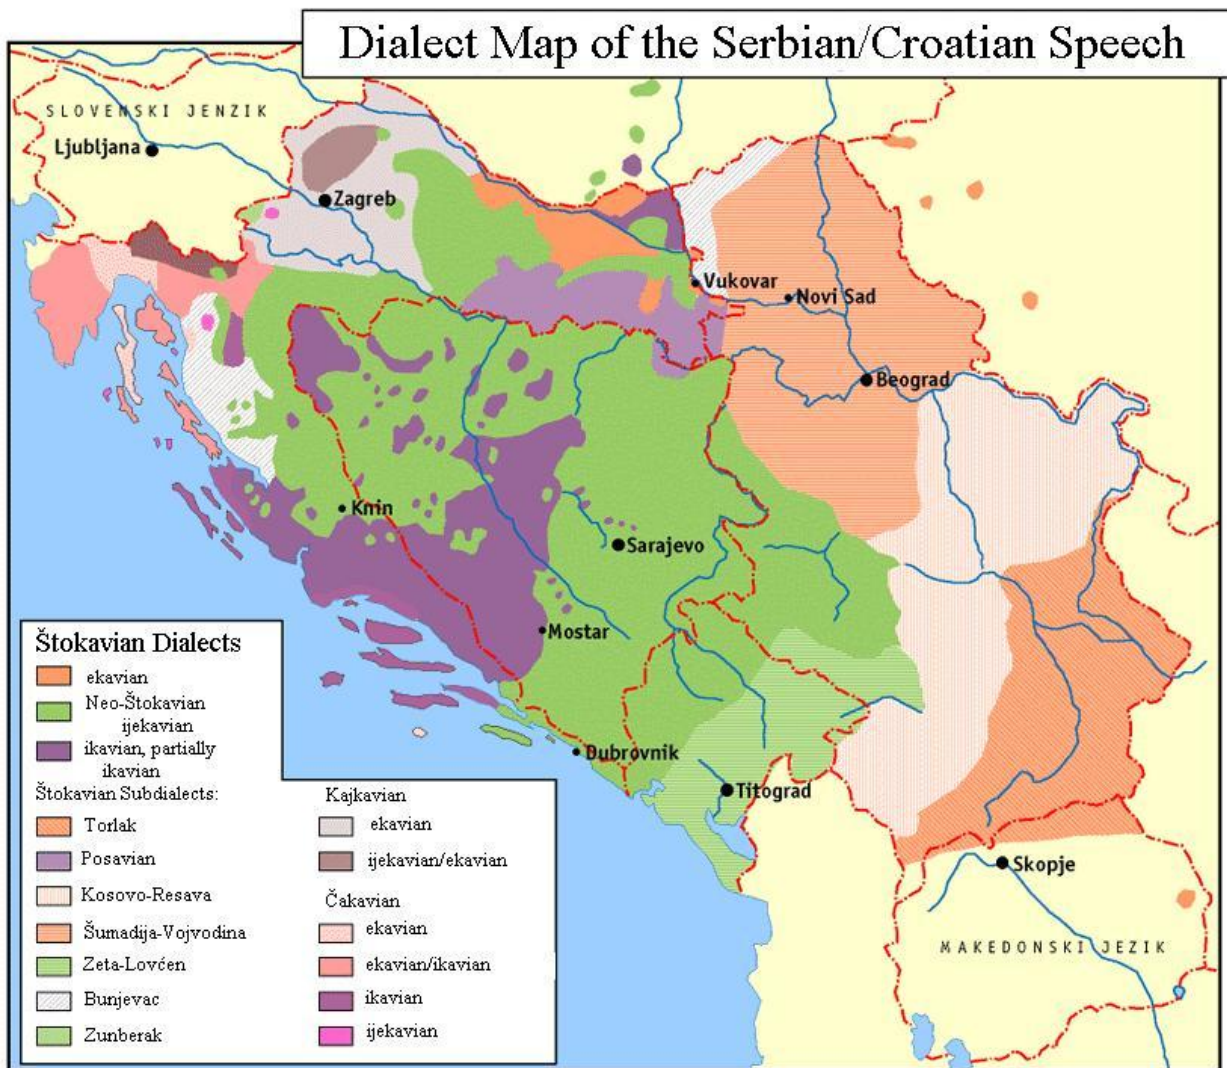 Dialect Map of the Serbian/Croatian Speech
SLOVENSKI JENZIK
Ljubljana
Zagreb
Vukovar
Novi Sad
Beograd
Knin
Sarajevo
Mostar
Dubrovnik
Titograd
Skopje
MAKEDONSKI JEZIK
Štokavian Dialects
ekavian
Neo-Štokavian
ijekavian
ikavian, partially
ikavian
Štokavian Subdialects:
Torlak
Posavian
Kosovo-Resava
Šumadija-Vojvodina
Zeta-Lovćen
Bunjevac
Zunberak
Kajkavian
ekavian
ijekavian/ekavian
Čakavian
ekavian
ekavian/ikavian
ikavian
ijekavian